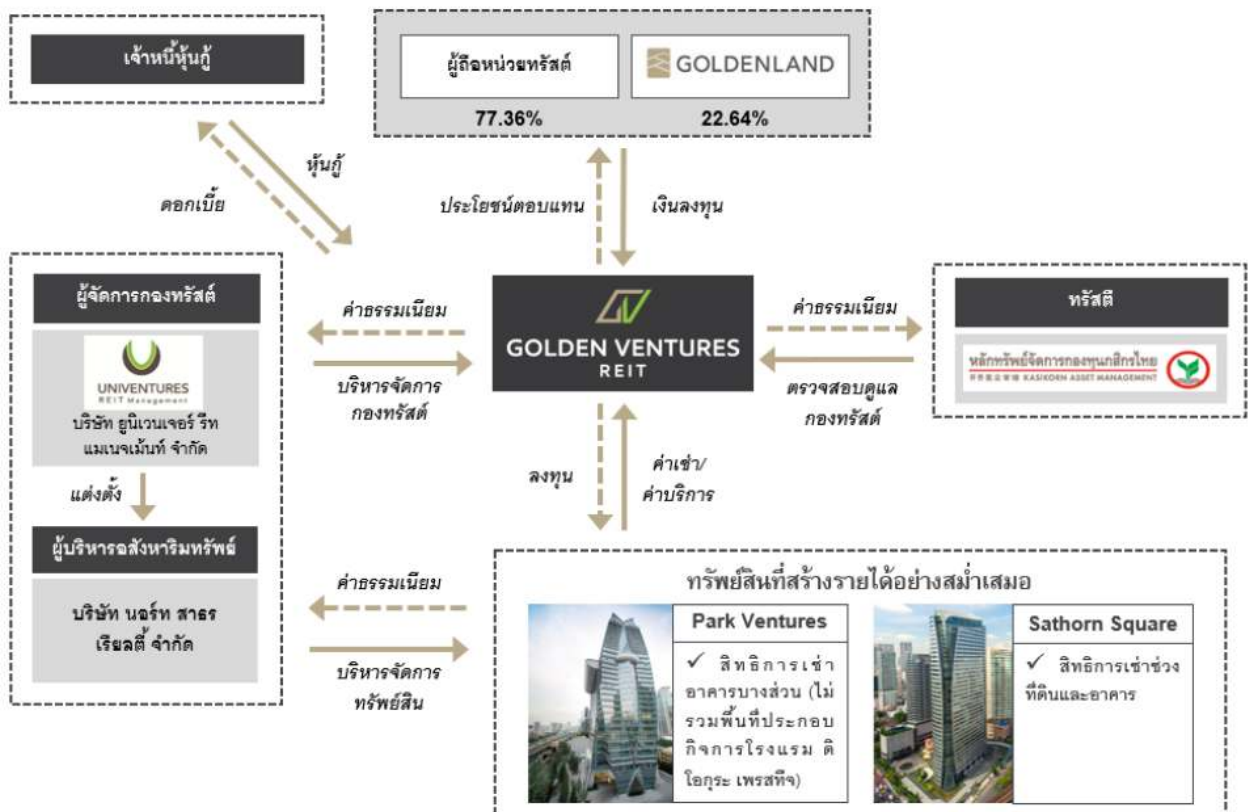 เจ้าหนี้หุ้นกู้
ผู้ถือหน่วยทรัสต์
GOLDENLAND
77.36%
22.64%
หุ้นกู้
ดอกเบี้ย
ประโยชน์ตอบแทน
เงินลงทุน
ผู้จัดการกองทรัสต์
UNIVENTURES
REIT Management
บริษัท ยูนิเวนเจอร์ รีท
แมเนจเม้นท์ จำกัด
แต่งตั้ง
ผู้บริหารอสังหาริมทรัพย์
บริษัท นอร์ท สาธร
เรียลตี้ จำกัด
ค่าธรรมเนียม
บริหารจัดการ
กองทรัสต์
GOLDEN VENTURES
REIT
ค่าธรรมเนียม
ตรวจสอบดูแล
กองทรัสต์
ทรัสตี
หลักทรัพย์จัดการกองทุนกสิกรไทย
KASIKORN ASSET MANAGEMENT
ลงทุน
ค่าเช่า/
ค่าบริการ
ค่าธรรมเนียม
บริหารจัดการ
ทรัพย์สิน
ทรัพย์สินที่สร้างรายได้อย่างสม่ำเสมอ
Park Ventures
✓ สิทธิการเช่า
อาคารบางส่วน (ไม่
รวมพื้นที่ประกอบ
กิจการโรงแรม ดิ
โอกุระ เพรสทีจ)
Sathorn Square
✓ สิทธิการเช่าช่วง
ที่ดินและอาคาร